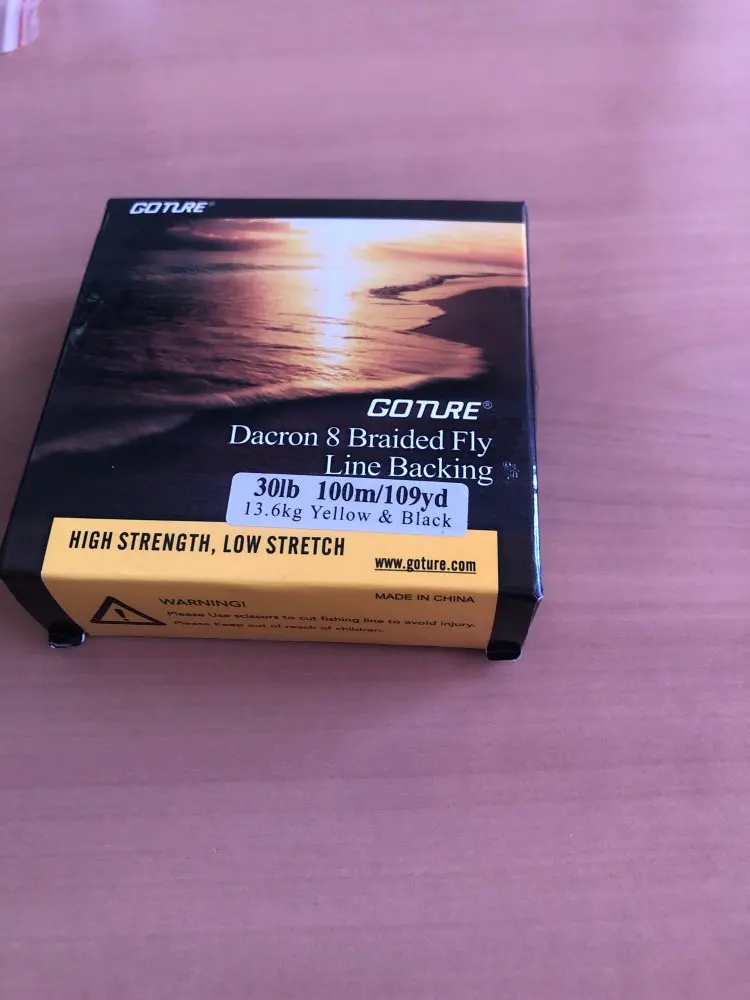 GOTURE®
GOTURE®
Dacron 8 Braided Fly
Line Backing
30lb 100m/109yd
13.6kg Yellow & Black
HIGH STRENGTH, LOW STRETCH
www.goture.com
MADE IN CHINA
WARNING!
Please Use scissors to cut fishing line to avoid injury.
Please Keep out of reach of children.